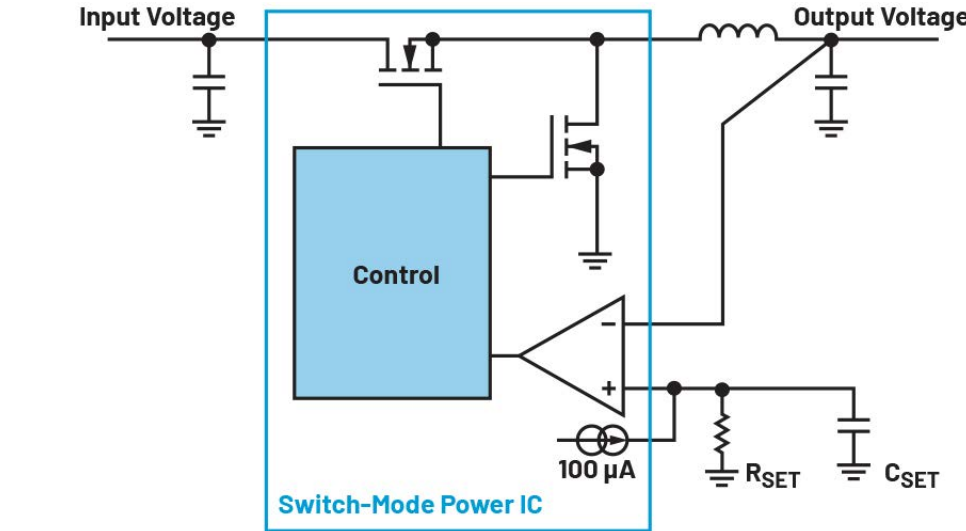 Input Voltage
Output Voltage
Control
−
+
100 µA
RSET
CSET
Switch-Mode Power IC